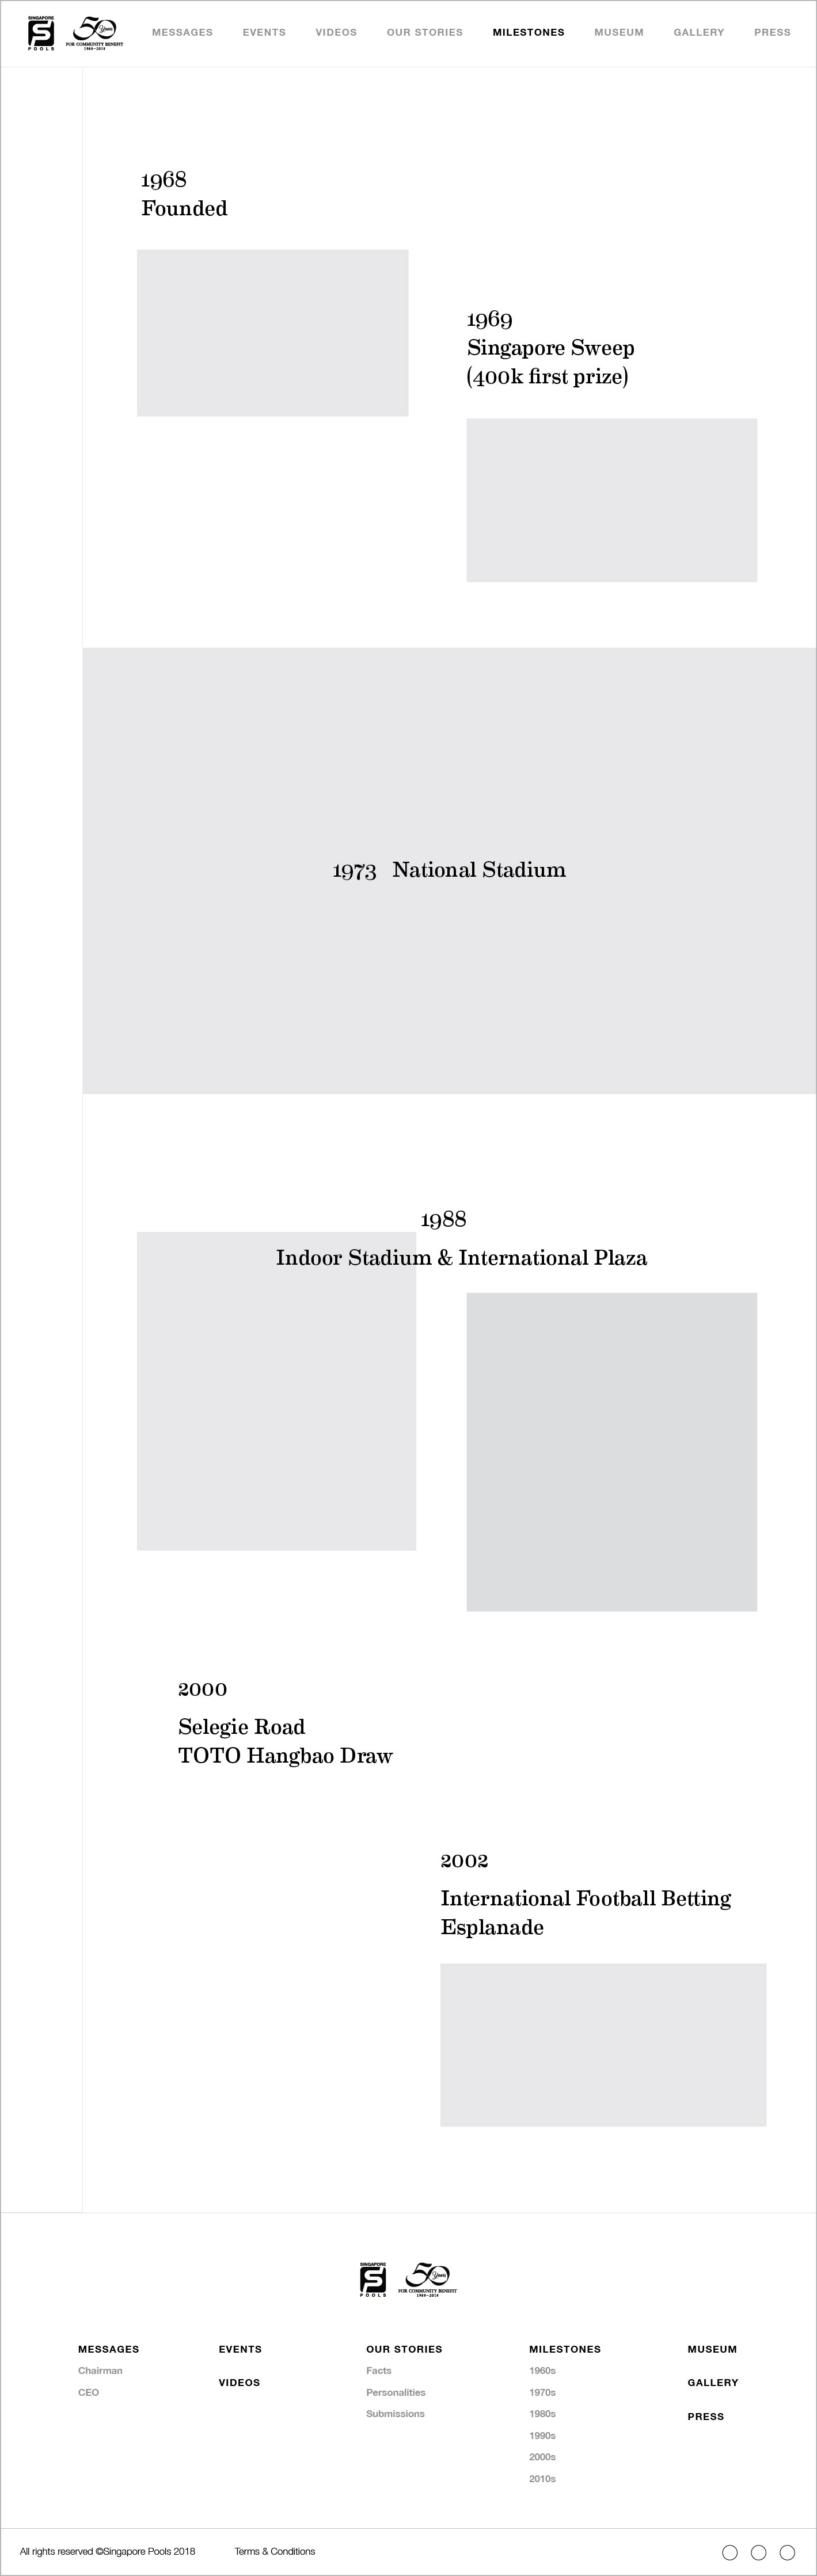 SINGAPORE
POOLS
50 Years
FOR COMMUNITY BENEFIT
1968-2018
MESSAGES EVENTS VIDEOS OUR STORIES MILESTONES MUSEUM GALLERY PRESS
1968
Founded
1969
Singapore Sweep
(400k first prize)
1973 National Stadium
1988
Indoor Stadium & International Plaza
2000
Selegie Road
TOTO Hangbao Draw
2002
International Football Betting
Esplanade
SINGAPORE
POOLS
50 Years
FOR COMMUNITY BENEFIT
1968-2018
MESSAGES
Chairman
CEO
EVENTS
VIDEOS
OUR STORIES
Facts
Personalities
Submissions
MILESTONES
1960s
1970s
1980s
1990s
2000s
2010s
MUSEUM
GALLERY
PRESS
All rights reserved ©Singapore Pools 2018 Terms & Conditions